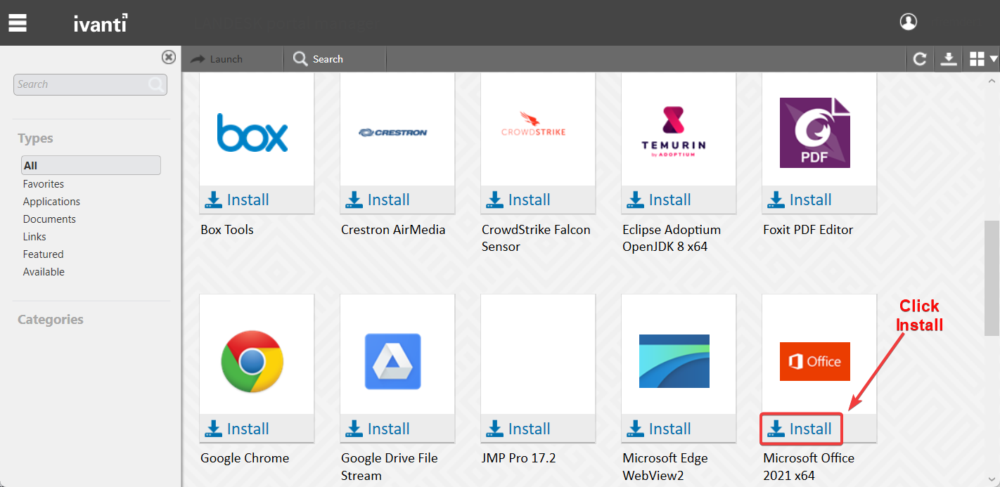 ivanti
Launch
Search
Search
Types
All
Favorites
Applications
Documents
Links
Featured
Available
Categories
box
CRESTRON
CROWDSTRIKE
TEMURIN
by ADOPTIUM
PDF
Install
Install
Install
Install
Install
Box Tools
Crestron AirMedia
CrowdStrike Falcon
Sensor
Eclipse Adoptium
OpenJDK 8 x64
Foxit PDF Editor
Click
Install
Office
Install
Install
Install
Install
Install
Google Chrome
Google Drive File
Stream
JMP Pro 17.2
Microsoft Edge
WebView2
Microsoft Office
2021 x64